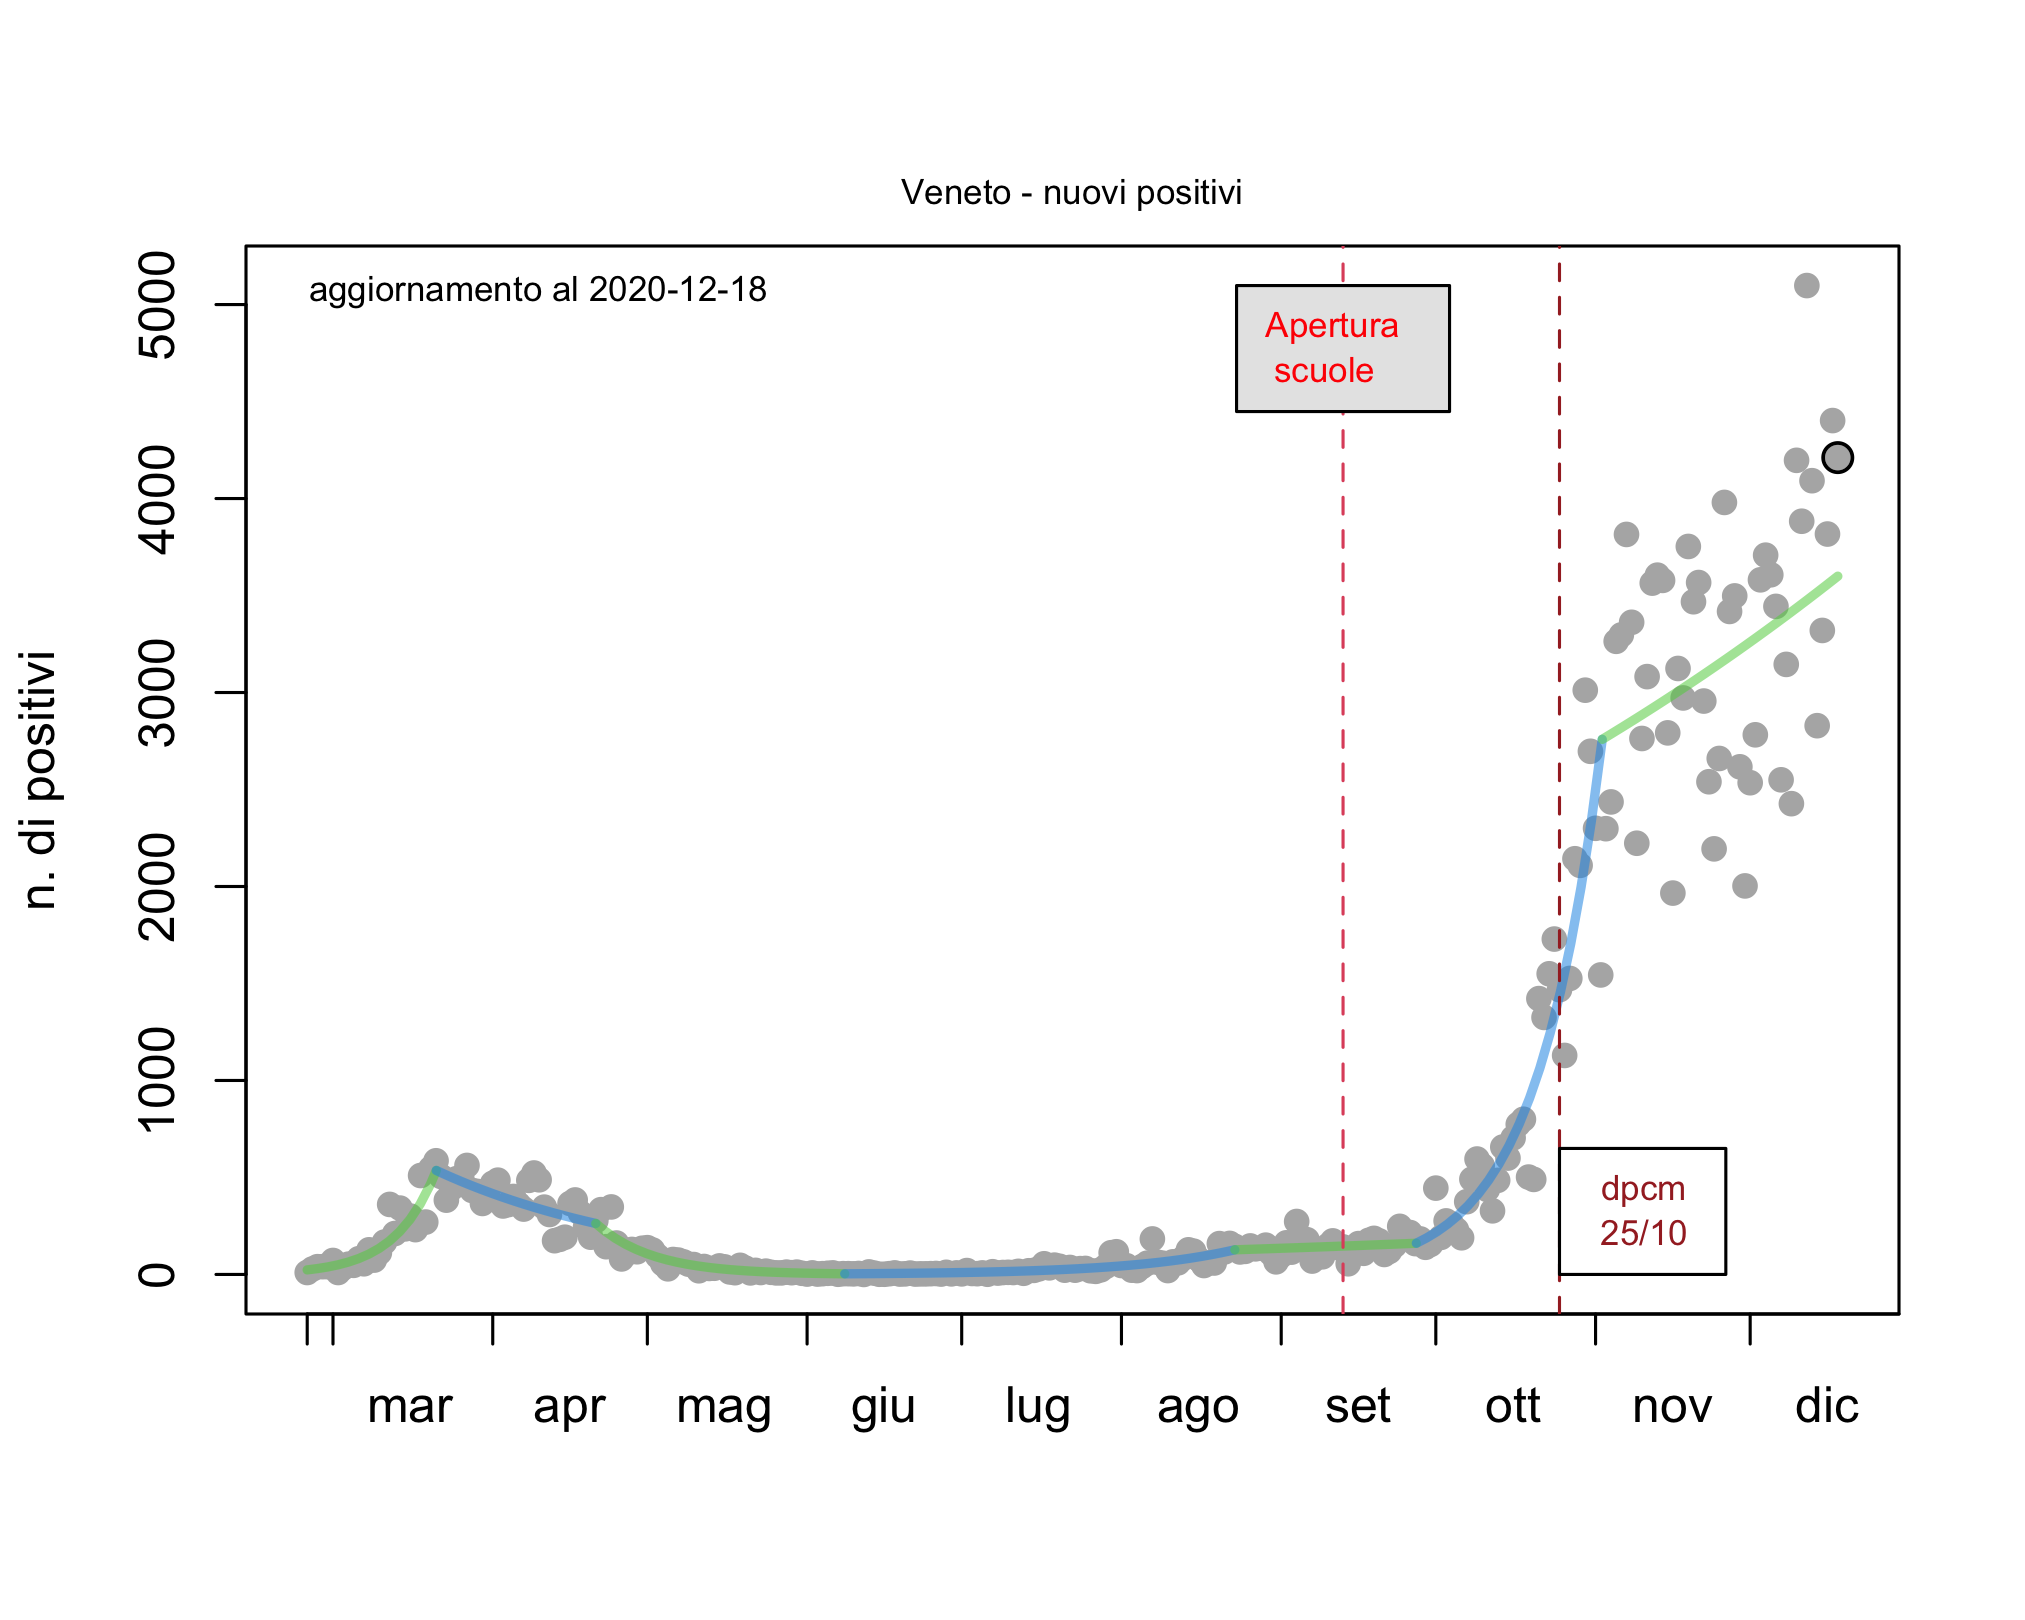 Veneto - nuovi positivi
aggiornamento al 2020-12-18
Apertura
scuole
5000
4000
3000
2000
1000
0
n. di positivi
dpcm
25/10
mar apr mag giu lug ago set ott nov dic